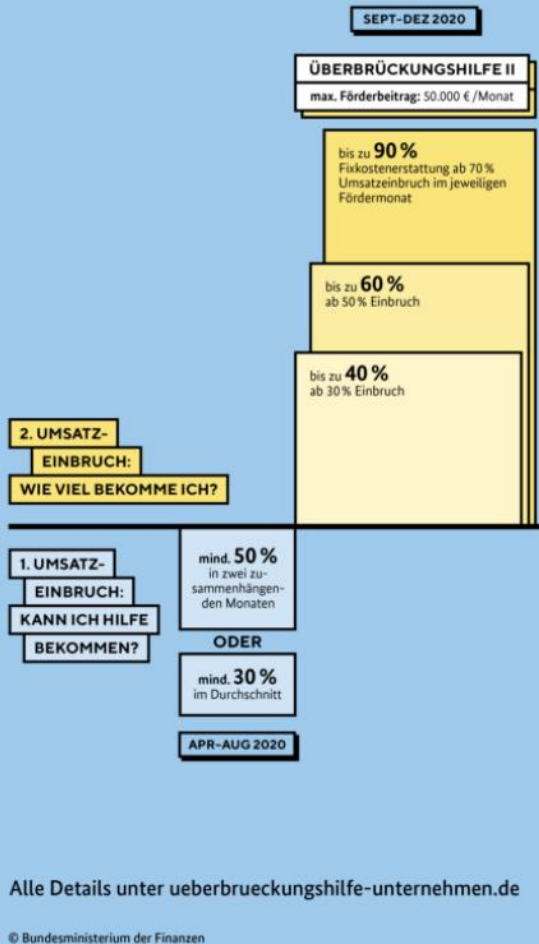 SEPT-DEZ 2020
ÜBERBRÜCKUNGSHILFE II
max. Förderbeitrag: 50.000 €/Monat
bis zu 90 %
Fixkostenerstattung ab 70 %
Umsatzeinbruch im jeweiligen
Fördermonat
bis zu 60 %
ab 50 % Einbruch
bis zu 40 %
ab 30 % Einbruch
2. UMSATZ-
EINBRUCH:
WIE VIEL BEKOMME ICH?
1. UMSATZ-
EINBRUCH:
KANN ICH HILFE
BEKOMMEN?
mind. 50 %
in zwei zu-
sammenhängen-
den Monaten
ODER
mind. 30 %
im Durchschnitt
APR-AUG 2020
Alle Details unter ueberbrueckungshilfe-unternehmen.de
© Bundesministerium der Finanzen